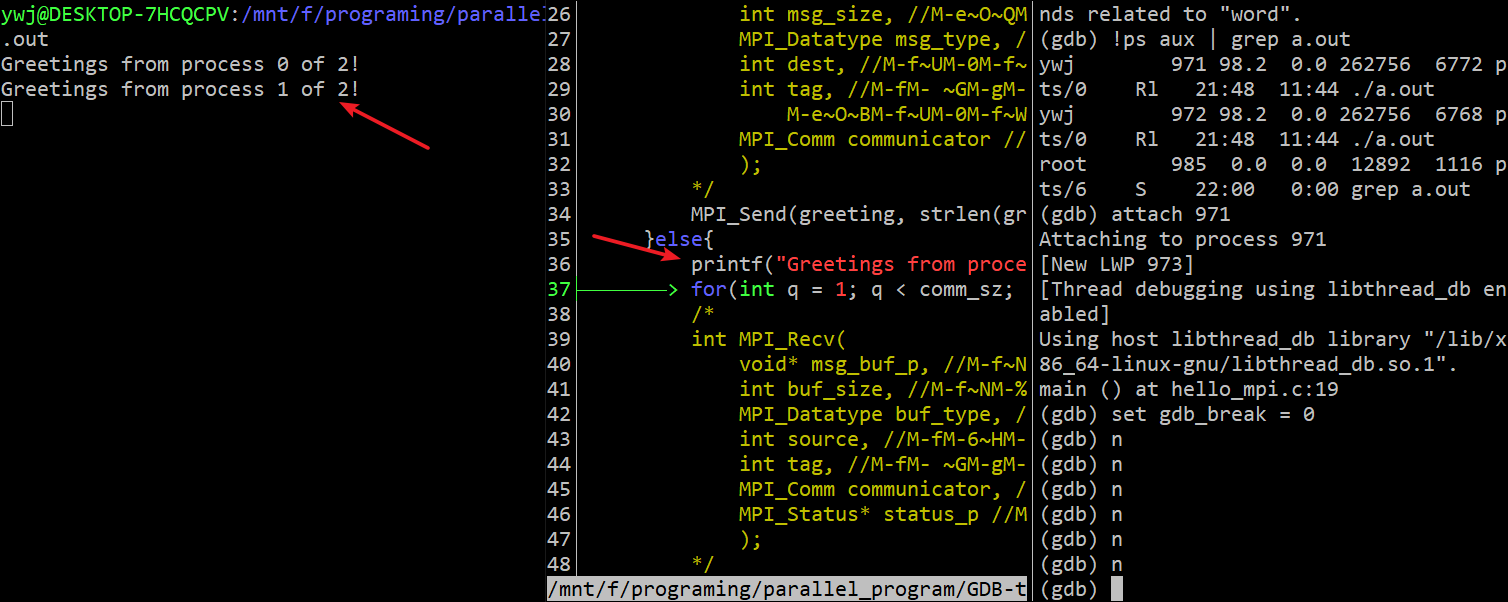 ywj@DESKTOP-7HCQCPV:/mnt/f/programing/parallel
.out
Greetings from process 0 of 2!
Greetings from process 1 of 2!
26 int msg_size, //M-e~O~QM
27 MPI_Datatype msg_type, /
28 int dest, //M-f~UM-0M-f~
29 int tag, //M-fM- ~GM-gM-
30 M-e~O~BM-f~UM-0M-f~W
31 MPI_Comm communicator //
32 );
33 */
34 MPI_Send(greeting, strlen(gr
35 }else{
36 printf("Greetings from proce
37 for(int q = 1; q < comm_sz;
38 /*
39 int MPI_Recv(
40 void* msg_buf_p, //M-f~N
41 int buf_size, //M-f~NM-%
42 MPI_Datatype buf_type, /
43 int source, //M-fM-6~HM-
44 int tag, //M-fM- ~GM-gM-
45 MPI_Comm communicator, /
46 MPI_Status* status_p //M
47 );
48 */
/mnt/f/programing/parallel_program/GDB-t
nds related to "word".
(gdb) !ps aux | grep a.out
ywj 971 98.2 0.0 262756 6772 p
ts/0 Rl 21:48 11:44 ./a.out
ywj 972 98.2 0.0 262756 6768 p
ts/0 Rl 21:48 11:44 ./a.out
root 985 0.0 0.0 12892 1116 p
ts/6 S 22:00 0:00 grep a.out
(gdb) attach 971
Attaching to process 971
[New LWP 973]
[Thread debugging using libthread_db en
abled]
Using host libthread_db library "/lib/x
86_64-linux-gnu/libthread_db.so.1".
main () at hello_mpi.c:19
(gdb) set gdb_break = 0
(gdb) n
(gdb) n
(gdb) n
(gdb) n
(gdb) n
(gdb) n
(gdb)